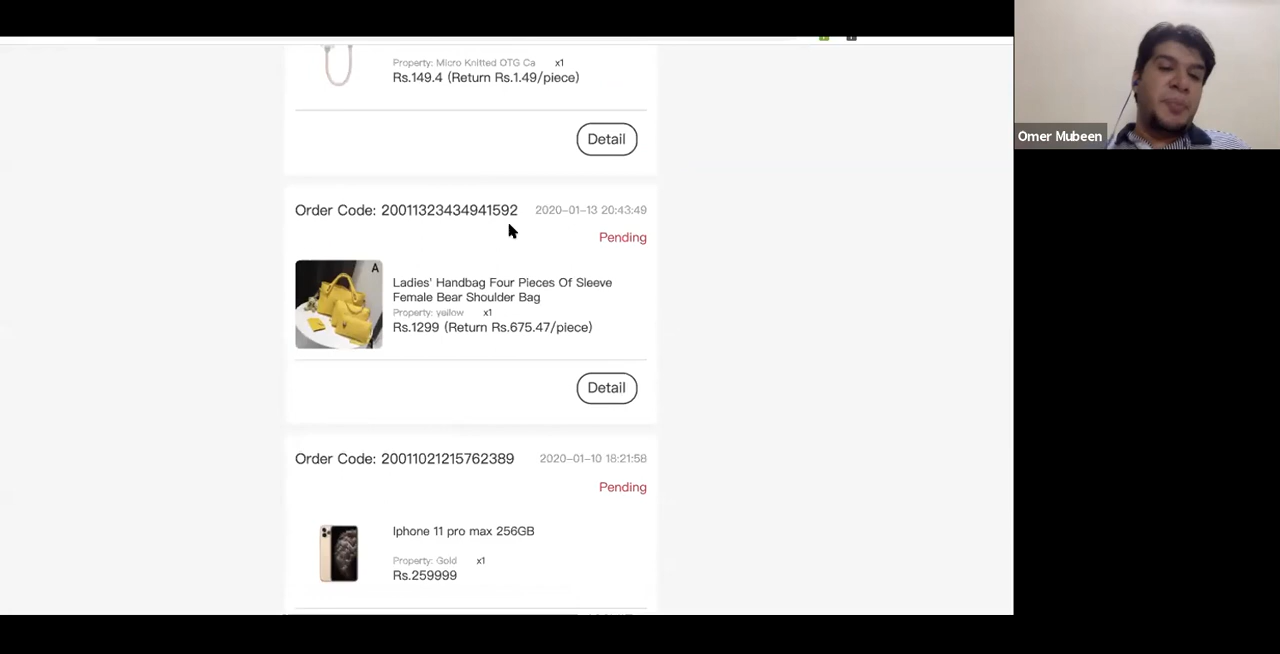 Property: Micro Knitted OTG Ca x1
Rs.149.4 (Return Rs.1.49/piece)
Detail
Order Code: 20011323434941592 2020-01-13 20:43:49
Pending
A
Ladies' Handbag Four Pieces Of Sleeve
Female Bear Shoulder Bag
Property: yellow x1
Rs.1299 (Return Rs.675.47/piece)
Detail
Order Code: 20011021215762389 2020-01-10 18:21:58
Pending
Iphone 11 pro max 256GB
Property: Gold x1
Rs.259999
Omer Mubeen